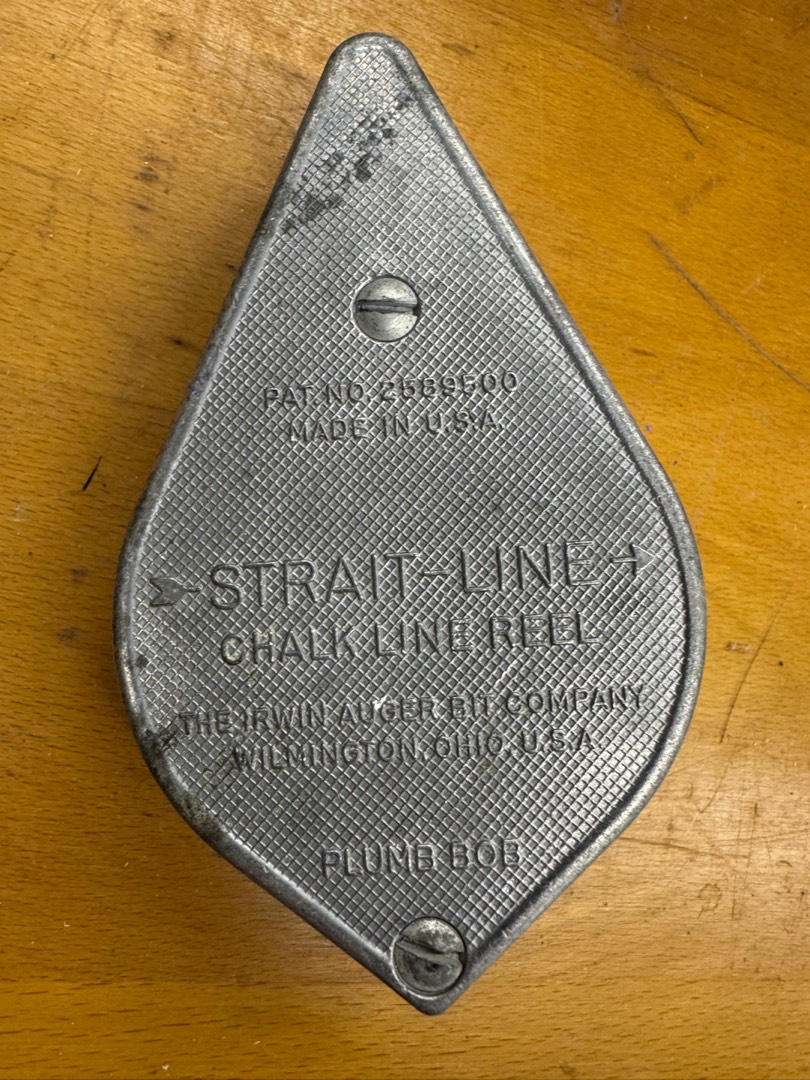 PAT. NO. 2589500
MADE IN U.S.A.
STRAIT-LINE
CHALK LINE REEL
THE IRWIN AUGER BIT COMPANY
WILMINGTON, OHIO, U.S.A.
PLUMB BOB